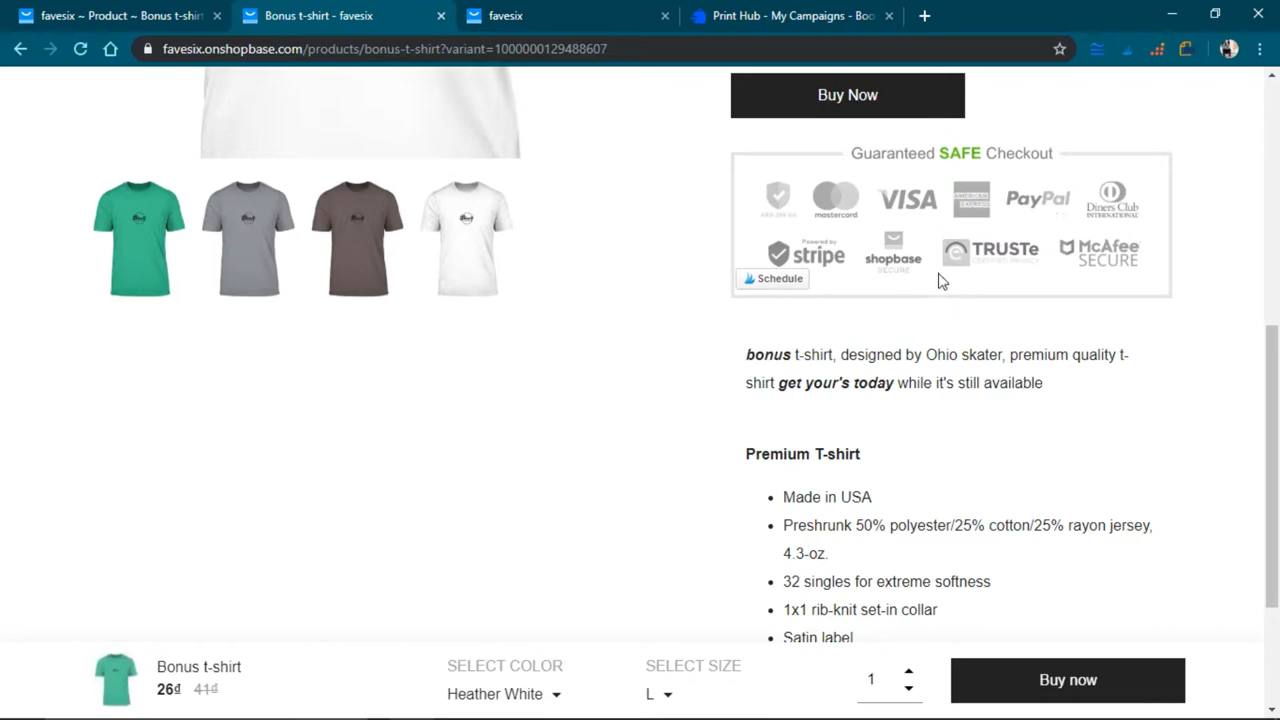 favesix ~ Product ~ Bonus t-shirt
Bonus t-shirt - favesix
favesix
Print Hub - My Campaigns - Boo
favesix.onshopbase.com/products/bonus-t-shirt?variant=1000000129488607
Buy Now
Guaranteed SAFE Checkout
mastercard
VISA
AMERICAN EXPRESS
PayPal
Diners Club
INTERNATIONAL
Powered by
stripe
shopbase
SECURE
TRUSTe
CERTIFIED PRIVACY
McAfee
SECURE
Schedule
bonus t-shirt, designed by Ohio skater, premium quality t-
shirt get your's today while it's still available
Premium T-shirt
Made in USA
Preshrunk 50% polyester/25% cotton/25% rayon jersey,
4.3-oz.
32 singles for extreme softness
1x1 rib-knit set-in collar
Satin label
Bonus t-shirt
26₫ 41₫
SELECT COLOR
Heather White
SELECT SIZE
L
1
Buy now